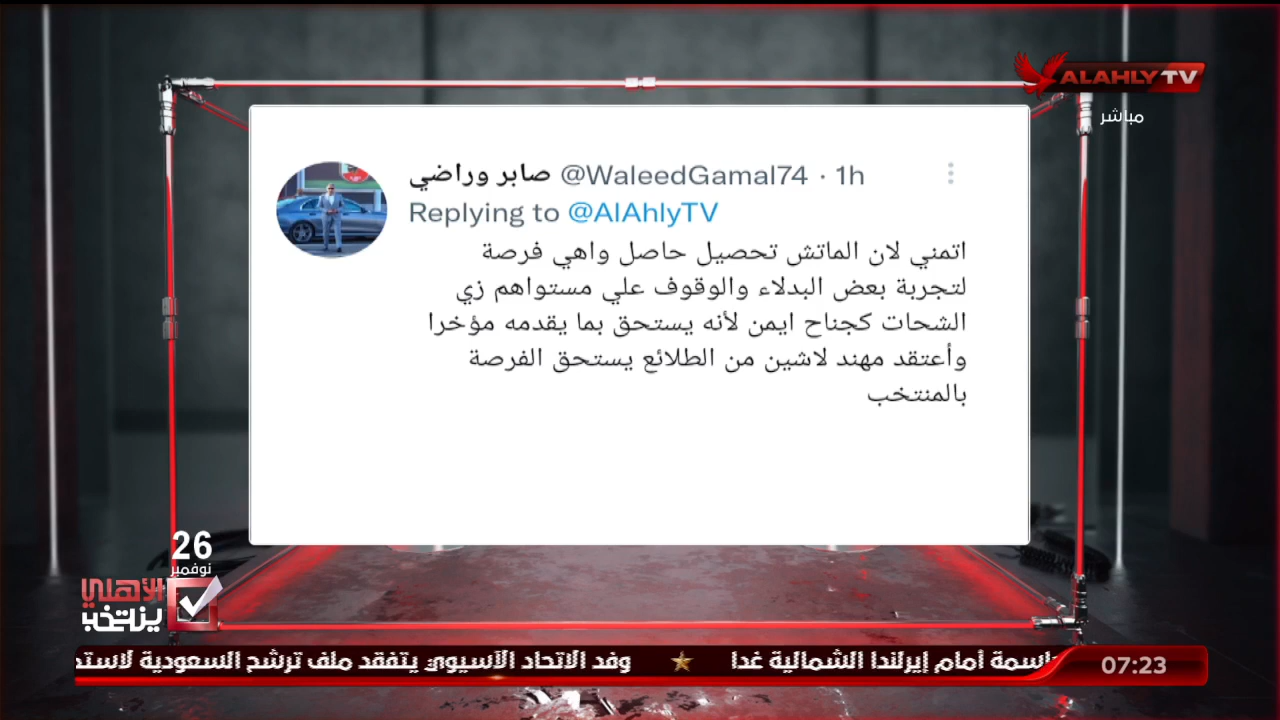 ALAHLY TV
مباشر
صابر وراضي @WaleedGamal74 · 1h
Replying to @AlAhlyTV
اتمني لان الماتش تحصيل حاصل واهي فرصة
لتجربة بعض البدلاء والوقوف علي مستواهم زي
الشحات كجناح ايمن لأنه يستحق بما يقدمه مؤخرا
وأعتقد مهند لاشين من الطلائع يستحق الفرصة
بالمنتخب
26
نوفمبر
الأهلي
ينتخب
أمام إيرلندا الشمالية غدا ★ وفد الاتحاد الآسيوي يتفقد ملف ترشح السعودية
07:23